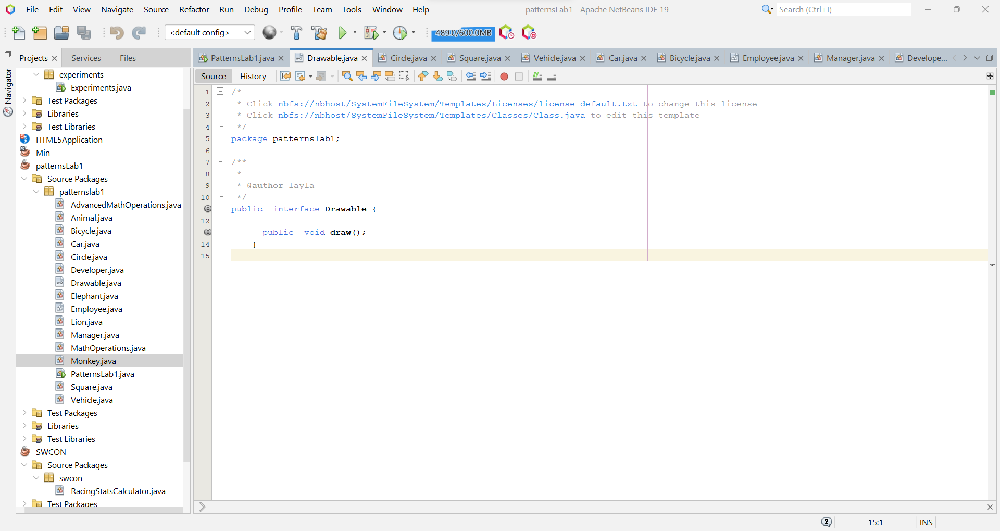 File Edit View Navigate Source Refactor Run Debug Profile Team Tools Window Help
patternsLab1 - Apache NetBeans IDE 19
Search (Ctrl+I)
<default config>
489.0/600.0MB
Projects Services Files
PatternsLab1.java Drawable.java Circle.java Square.java Vehicle.java Car.java Bicycle.java Employee.java Manager.java Develope...
Navigator
Source History
experiments
Experiments.java
Test Packages
Libraries
Test Libraries
HTML5Application
Min
patternsLab1
Source Packages
patternslab1
AdvancedMathOperations.java
Animal.java
Bicycle.java
Car.java
Circle.java
Developer.java
Drawable.java
Elephant.java
Employee.java
Lion.java
Manager.java
MathOperations.java
Monkey.java
PatternsLab1.java
Square.java
Vehicle.java
Test Packages
Libraries
Test Libraries
SWCON
Source Packages
swcon
RacingStatsCalculator.java
Test Packages
1 /*
2 * Click nbfs://nbhost/SystemFileSystem/Templates/Licenses/license-default.txt to change this license
3 * Click nbfs://nbhost/SystemFileSystem/Templates/Classes/Class.java to edit this template
4 */
5 package patternslab1;
6
7 /**
8 *
9 * @author layla
10 */
public interface Drawable {
12
public void draw();
14 }
15
2 15:1 INS